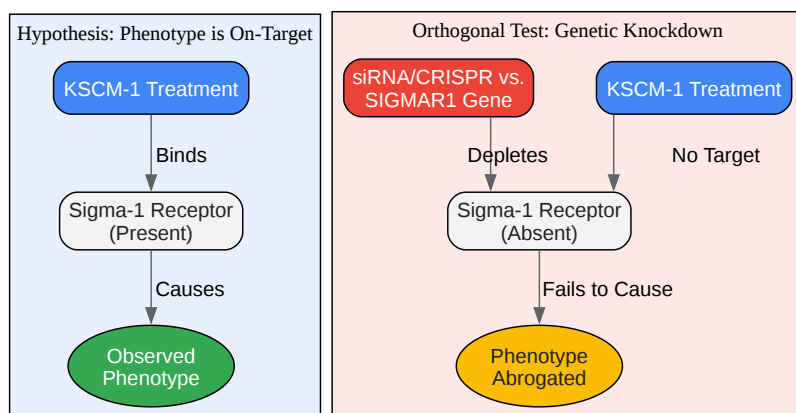 Hypothesis: Phenotype is On-Target
KSCM-1 Treatment
Binds
Sigma-1 Receptor
(Present)
Causes
Observed
Phenotype
Orthogonal Test: Genetic Knockdown
siRNA/CRISPR vs.
SIGMAR1 Gene
KSCM-1 Treatment
Depletes
No Target
Sigma-1 Receptor
(Absent)
Fails to Cause
Phenotype
Abrogated